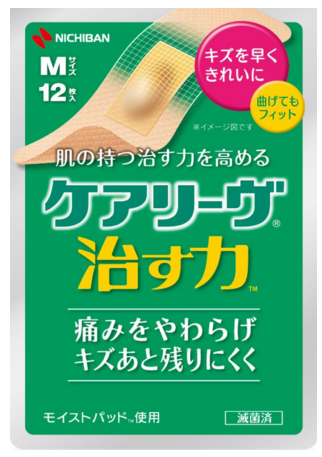 NICHIBAN
Mサイズ
12枚入
キズを早く
きれいに
曲げても
フィット
※イメージ図です
肌の持つ治す力を高める
ケアリーヴ®
治す力™
痛みをやわらげ
キズあと残りにくく
モイストパッド™使用
滅菌済